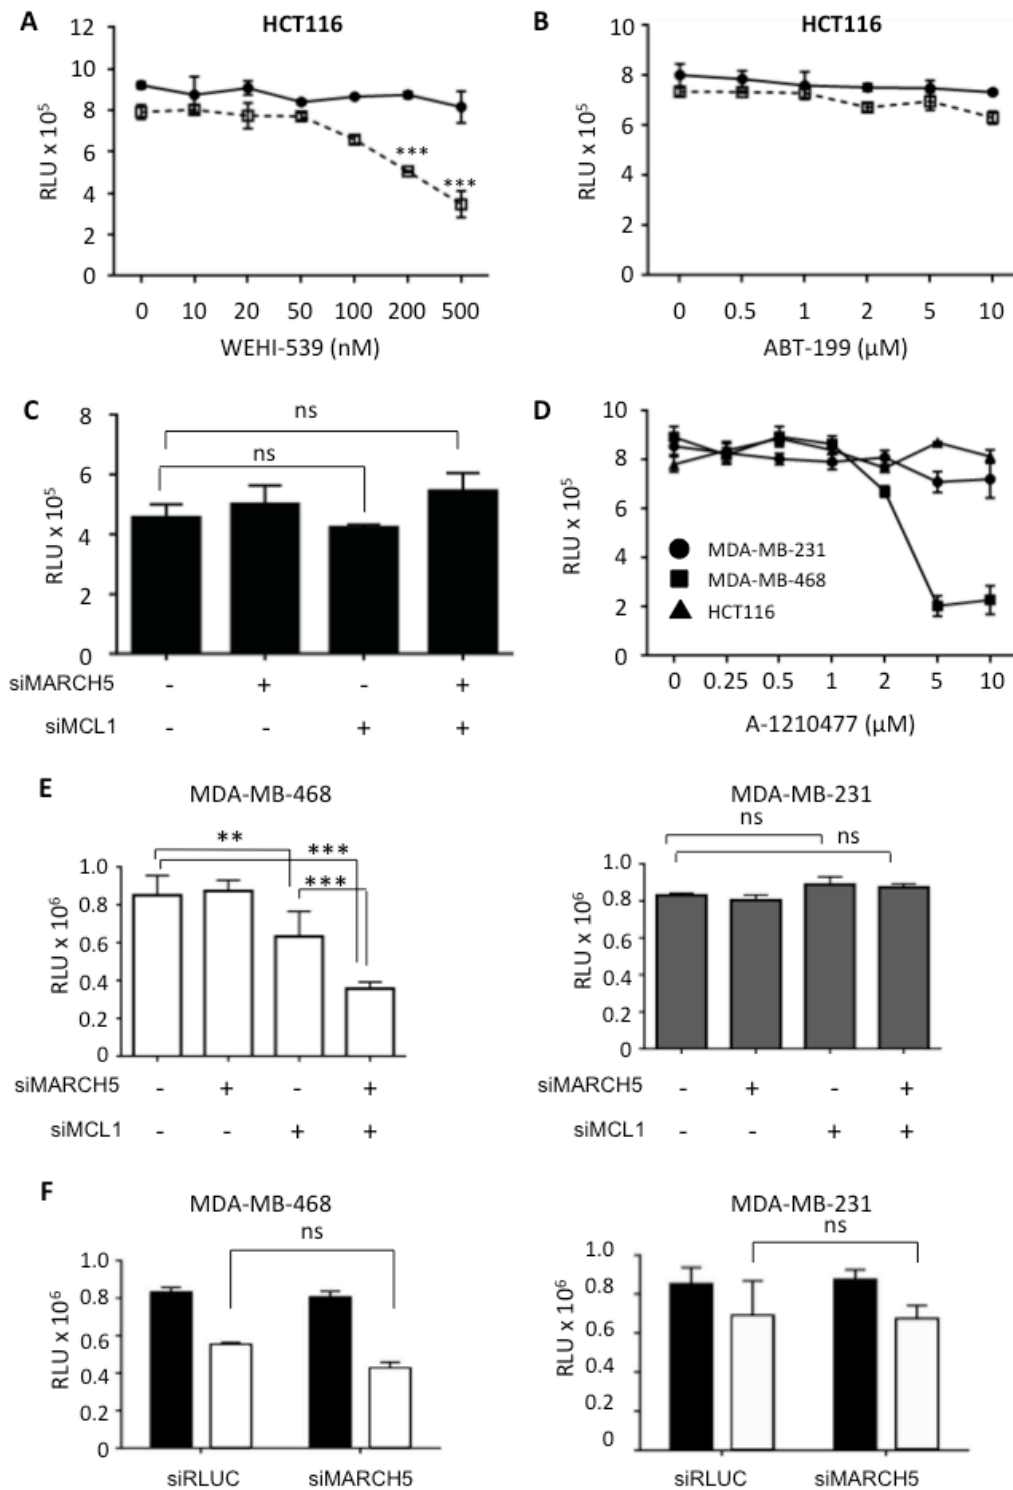 A HCT116
12
10
8
6
4
2
0
RLU x 10⁵
***
***
0 10 20 50 100 200 500
WEHI-539 (nM)
B HCT116
10
8
6
4
2
0
RLU x 10⁵
0 0.5 1 2 5 10
ABT-199 (µM)
C
8
6
4
2
0
RLU x 10⁵
ns
ns
siMARCH5 - + - +
siMCL1 - - + +
D
10
8
6
4
2
0
RLU x 10⁵
MDA-MB-231
MDA-MB-468
HCT116
0 0.25 0.5 1 2 5 10
A-1210477 (µM)
E
MDA-MB-468
**
***
***
1.0
0.8
0.6
0.4
0.2
0
RLU x 10⁶
siMARCH5 - + - +
siMCL1 - - + +
MDA-MB-231
ns
ns
1.0
0.8
0.6
0.4
0.2
0
RLU x 10⁶
siMARCH5 - + - +
siMCL1 - - + +
F
MDA-MB-468
ns
1.0
0.8
0.6
0.4
0.2
0
RLU x 10⁶
siRLUC siMARCH5
MDA-MB-231
ns
1.0
0.8
0.6
0.4
0.2
0
RLU x 10⁶
siRLUC siMARCH5